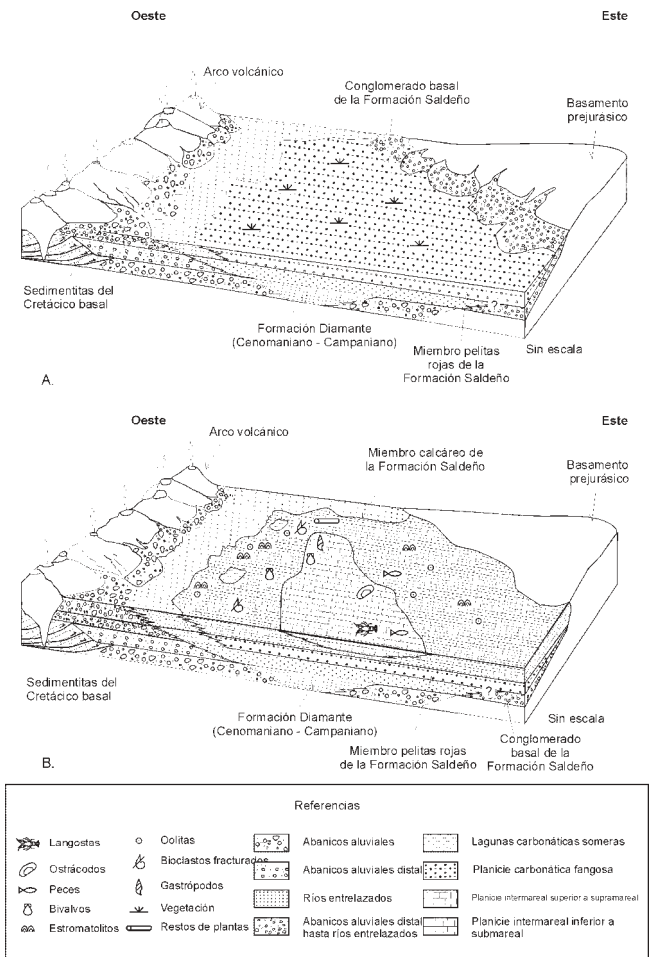 Oeste
Este
Arco volcánico
Conglomerado basal
de la Formación Saldeño
Basamento
prejurásico
Sedimentitas del
Cretácico basal
Formación Diamante
(Cenomaniano - Campaniano)
?
Miembro pelitas
rojas de la
Formación Saldeño
Sin escala
A.
Oeste
Este
Arco volcánico
Miembro calcáreo de
la Formación Saldeño
Basamento
prejurásico
Sedimentitas del
Cretácico basal
?
Formación Diamante
(Cenomaniano - Campaniano)
Sin escala
Miembro pelitas rojas
de la Formación Saldeño
Conglomerado
basal de la
Formación Saldeño
B.
Referencias
Langostas
Ostrácodos
Peces
Bivalvos
Estromatolitos
Oolitas
Bioclastos fracturados
Gastrópodos
Vegetación
Restos de plantas
Abanicos aluviales
Abanicos aluviales distal
Ríos entrelazados
Abanicos aluviales distal
hasta ríos entrelazados
Lagunas carbonáticas someras
Planicie carbonática fangosa
Planicie intermareal superior a supramareal
Planicie intermareal inferior a
submareal